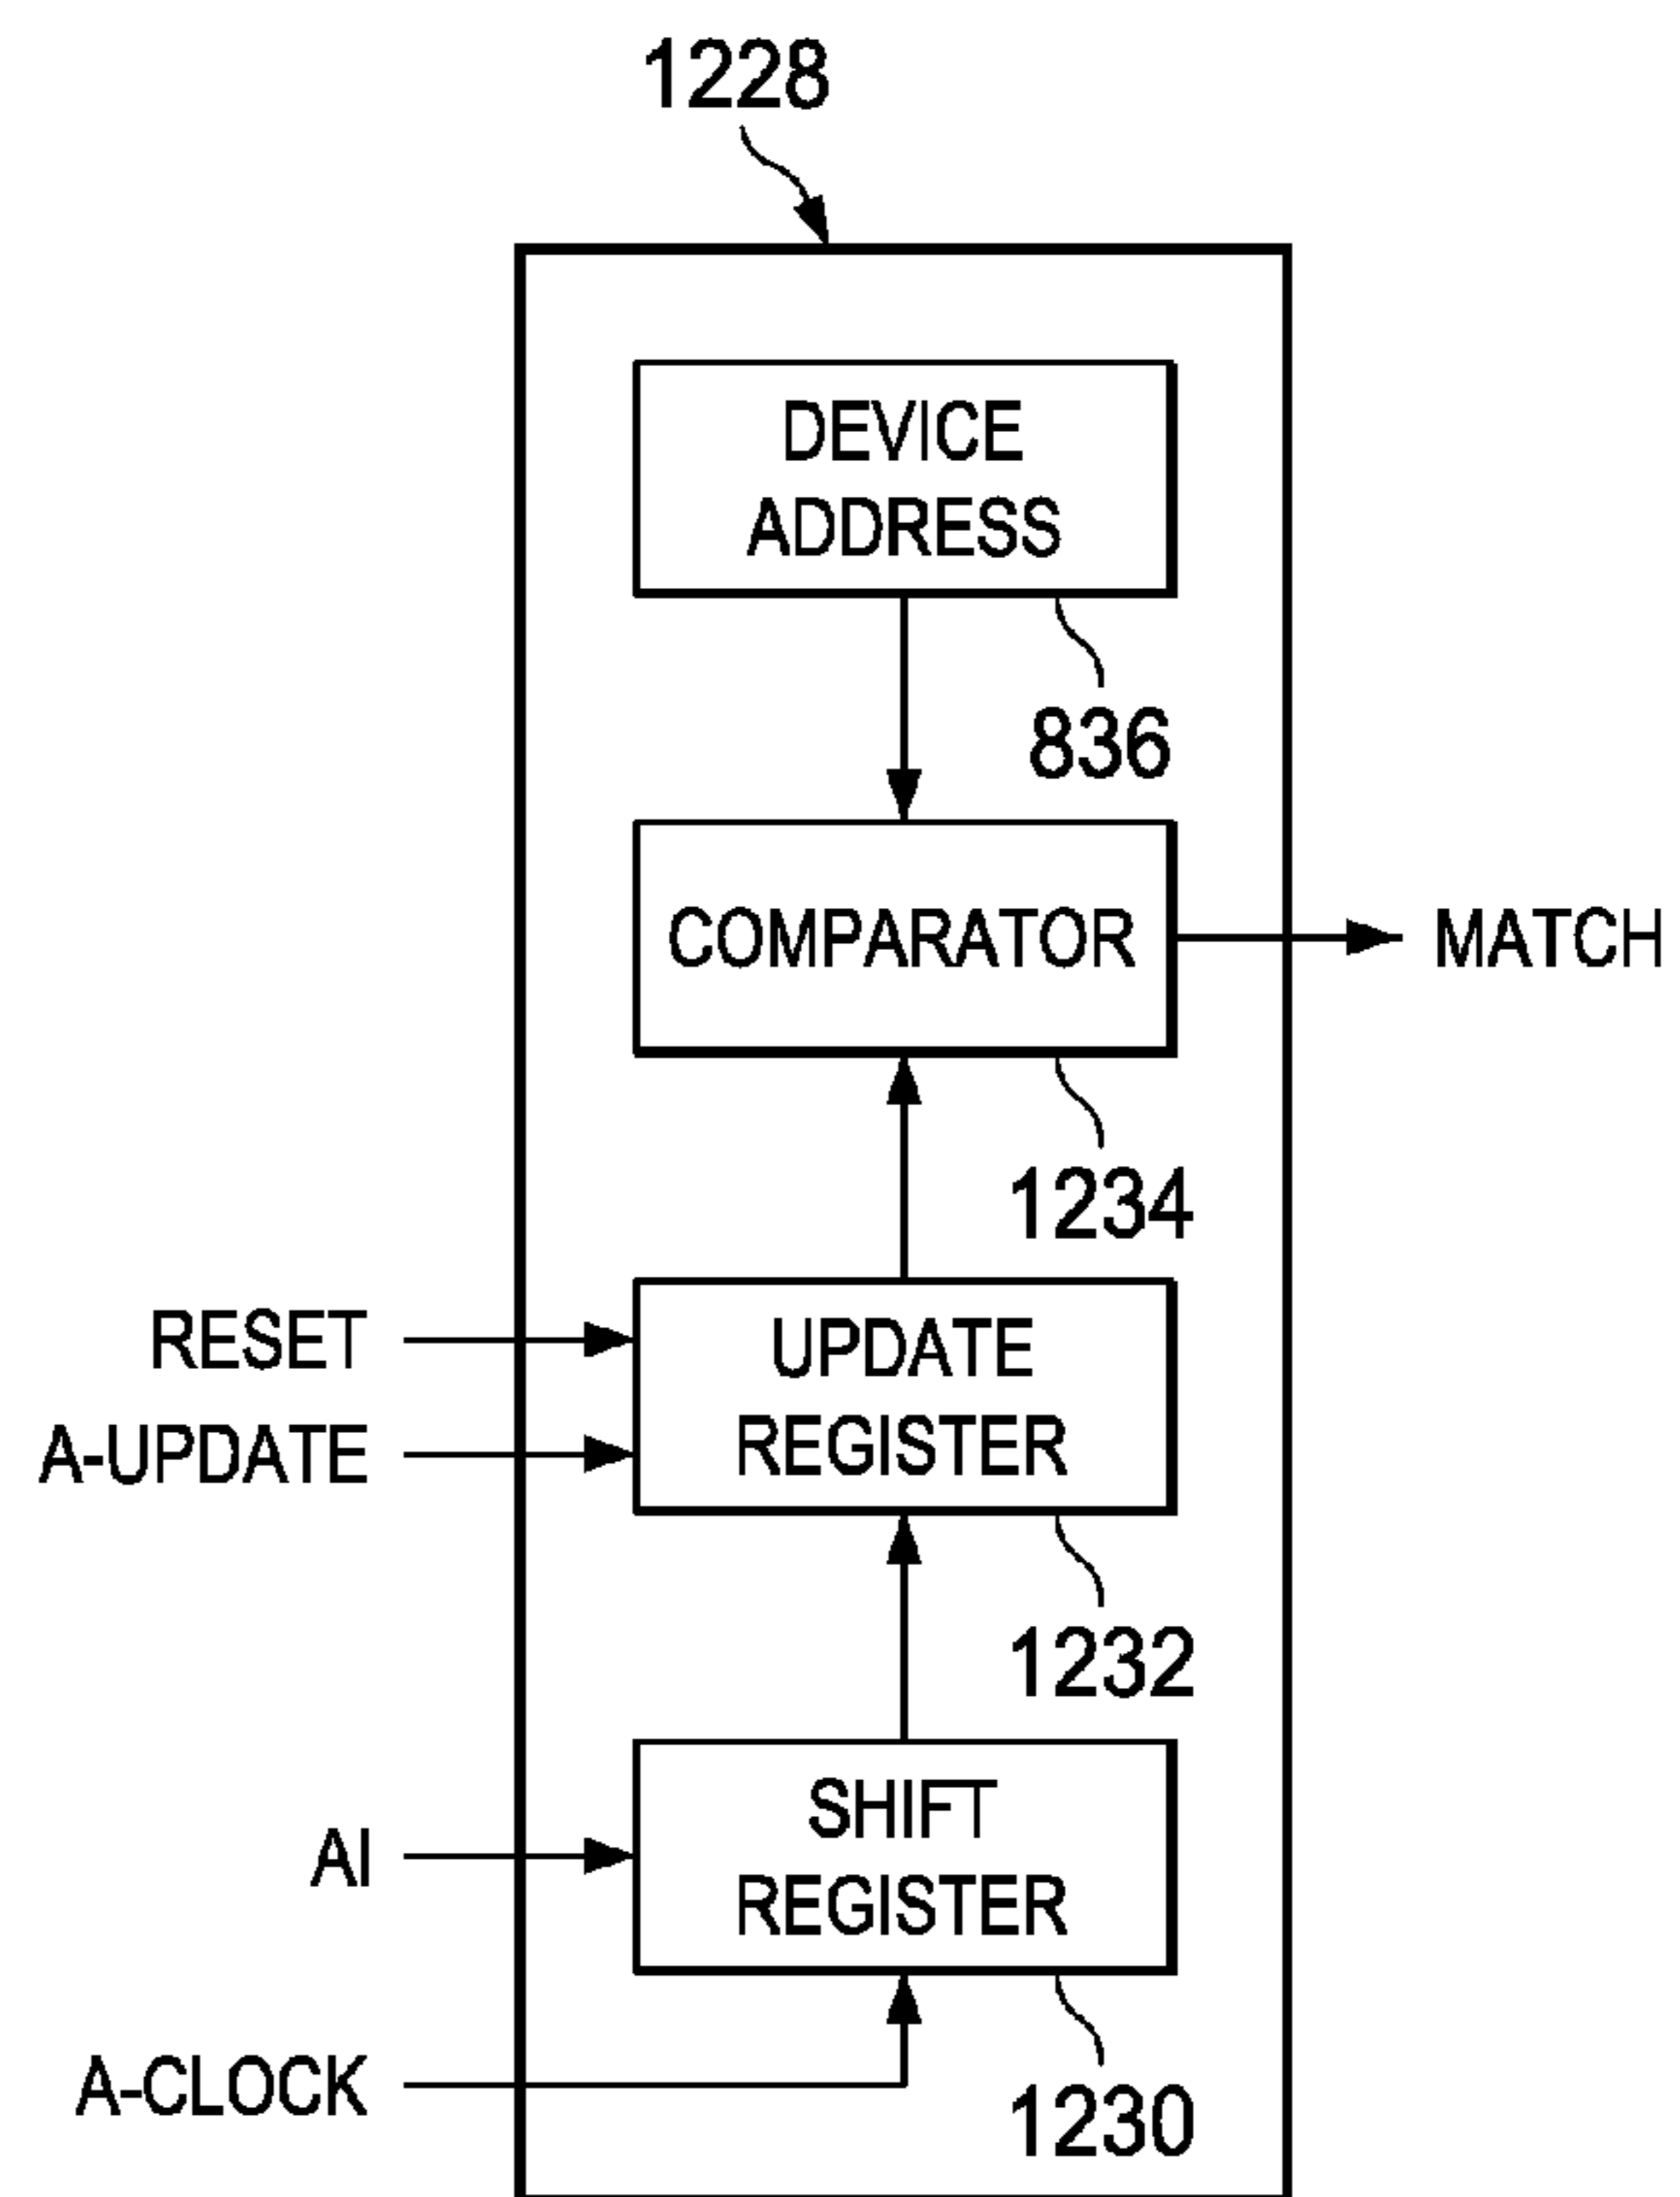 1228
DEVICE
ADDRESS
836
COMPARATOR
MATCH
1234
RESET
A-UPDATE
UPDATE
REGISTER
1232
AI
SHIFT
REGISTER
A-CLOCK
1230